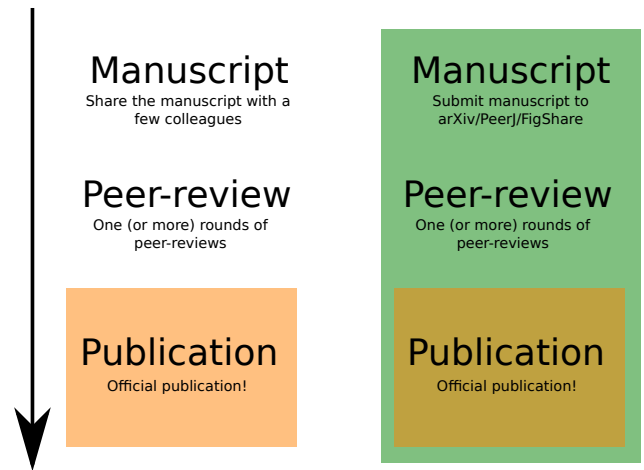 Manuscript
Share the manuscript with a
few colleagues
Peer-review
One (or more) rounds of
peer-reviews
Publication
Official publication!
Manuscript
Submit manuscript to
arXiv/PeerJ/FigShare
Peer-review
One (or more) rounds of
peer-reviews
Publication
Official publication!